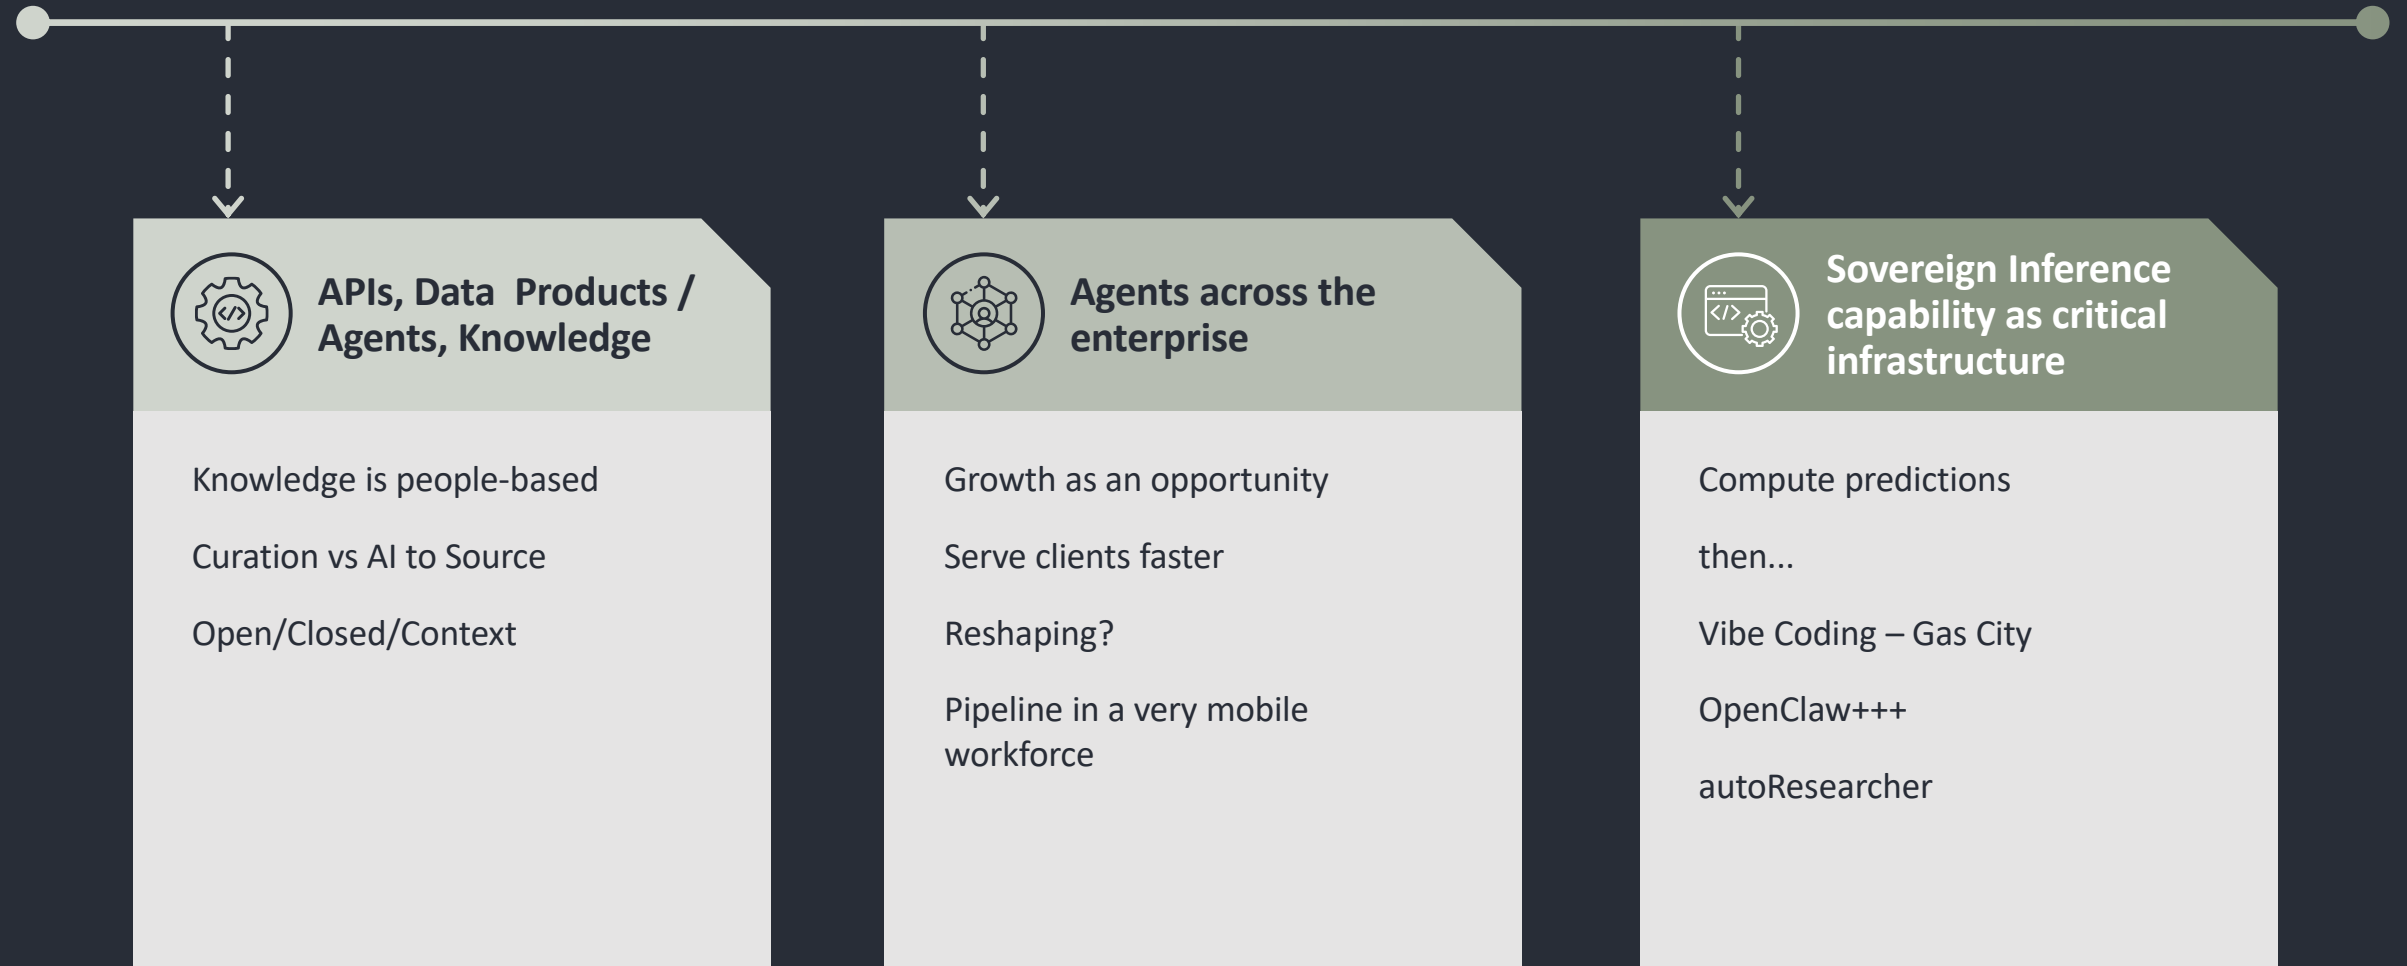 APIs, Data  Products /
Agents, Knowledge
Knowledge is people-based
Curation vs AI to Source
Open/Closed/Context
Agents across the
enterprise
Growth as an opportunity
Serve clients faster
Reshaping?
Pipeline in a very mobile
workforce
Sovereign Inference
capability as critical
infrastructure
Compute predictions
then...
Vibe Coding – Gas City
OpenClaw+++
autoResearcher